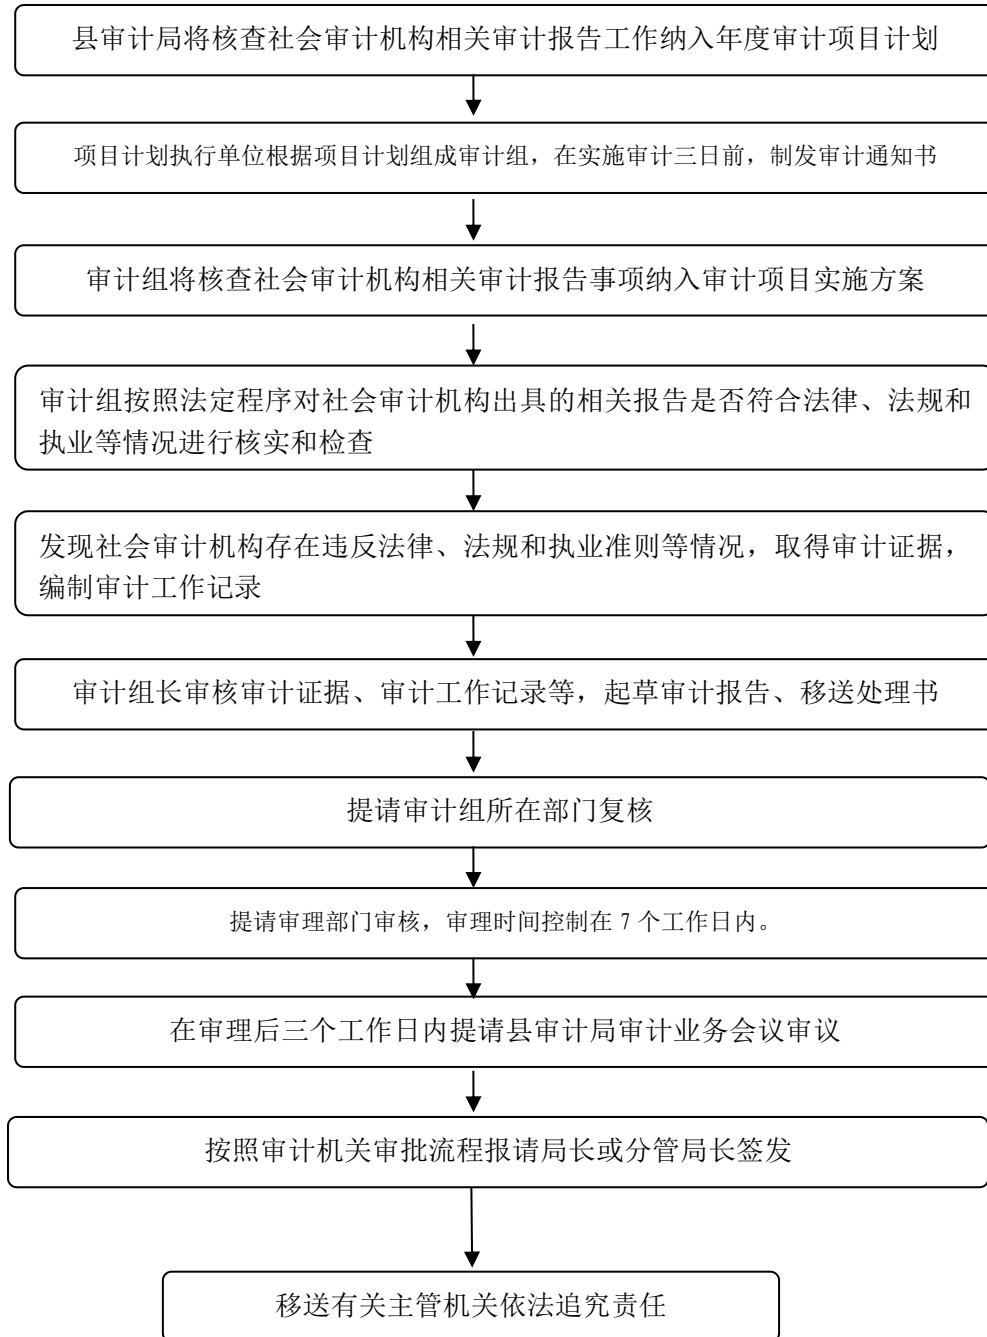 县审计局将核查社会审计机构相关审计报告工作纳入年度审计项目计划
项目计划执行单位根据项目计划组成审计组，在实施审计三日前，制发审计通知书
审计组将核查社会审计机构相关审计报告事项纳入审计项目实施方案
审计组按照法定程序对社会审计机构出具的相关报告是否符合法律、法规和
执业等情况进行核实和检查
发现社会审计机构存在违反法律、法规和执业准则等情况，取得审计证据，
编制审计工作记录
审计组长审核审计证据、审计工作记录等，起草审计报告、移送处理书
提请审计组所在部门复核
提请审理部门审核，审理时间控制在 7 个工作日内。
在审理后三个工作日内提请县审计局审计业务会议审议
按照审计机关审批流程报请局长或分管局长签发
移送有关主管机关依法追究责任